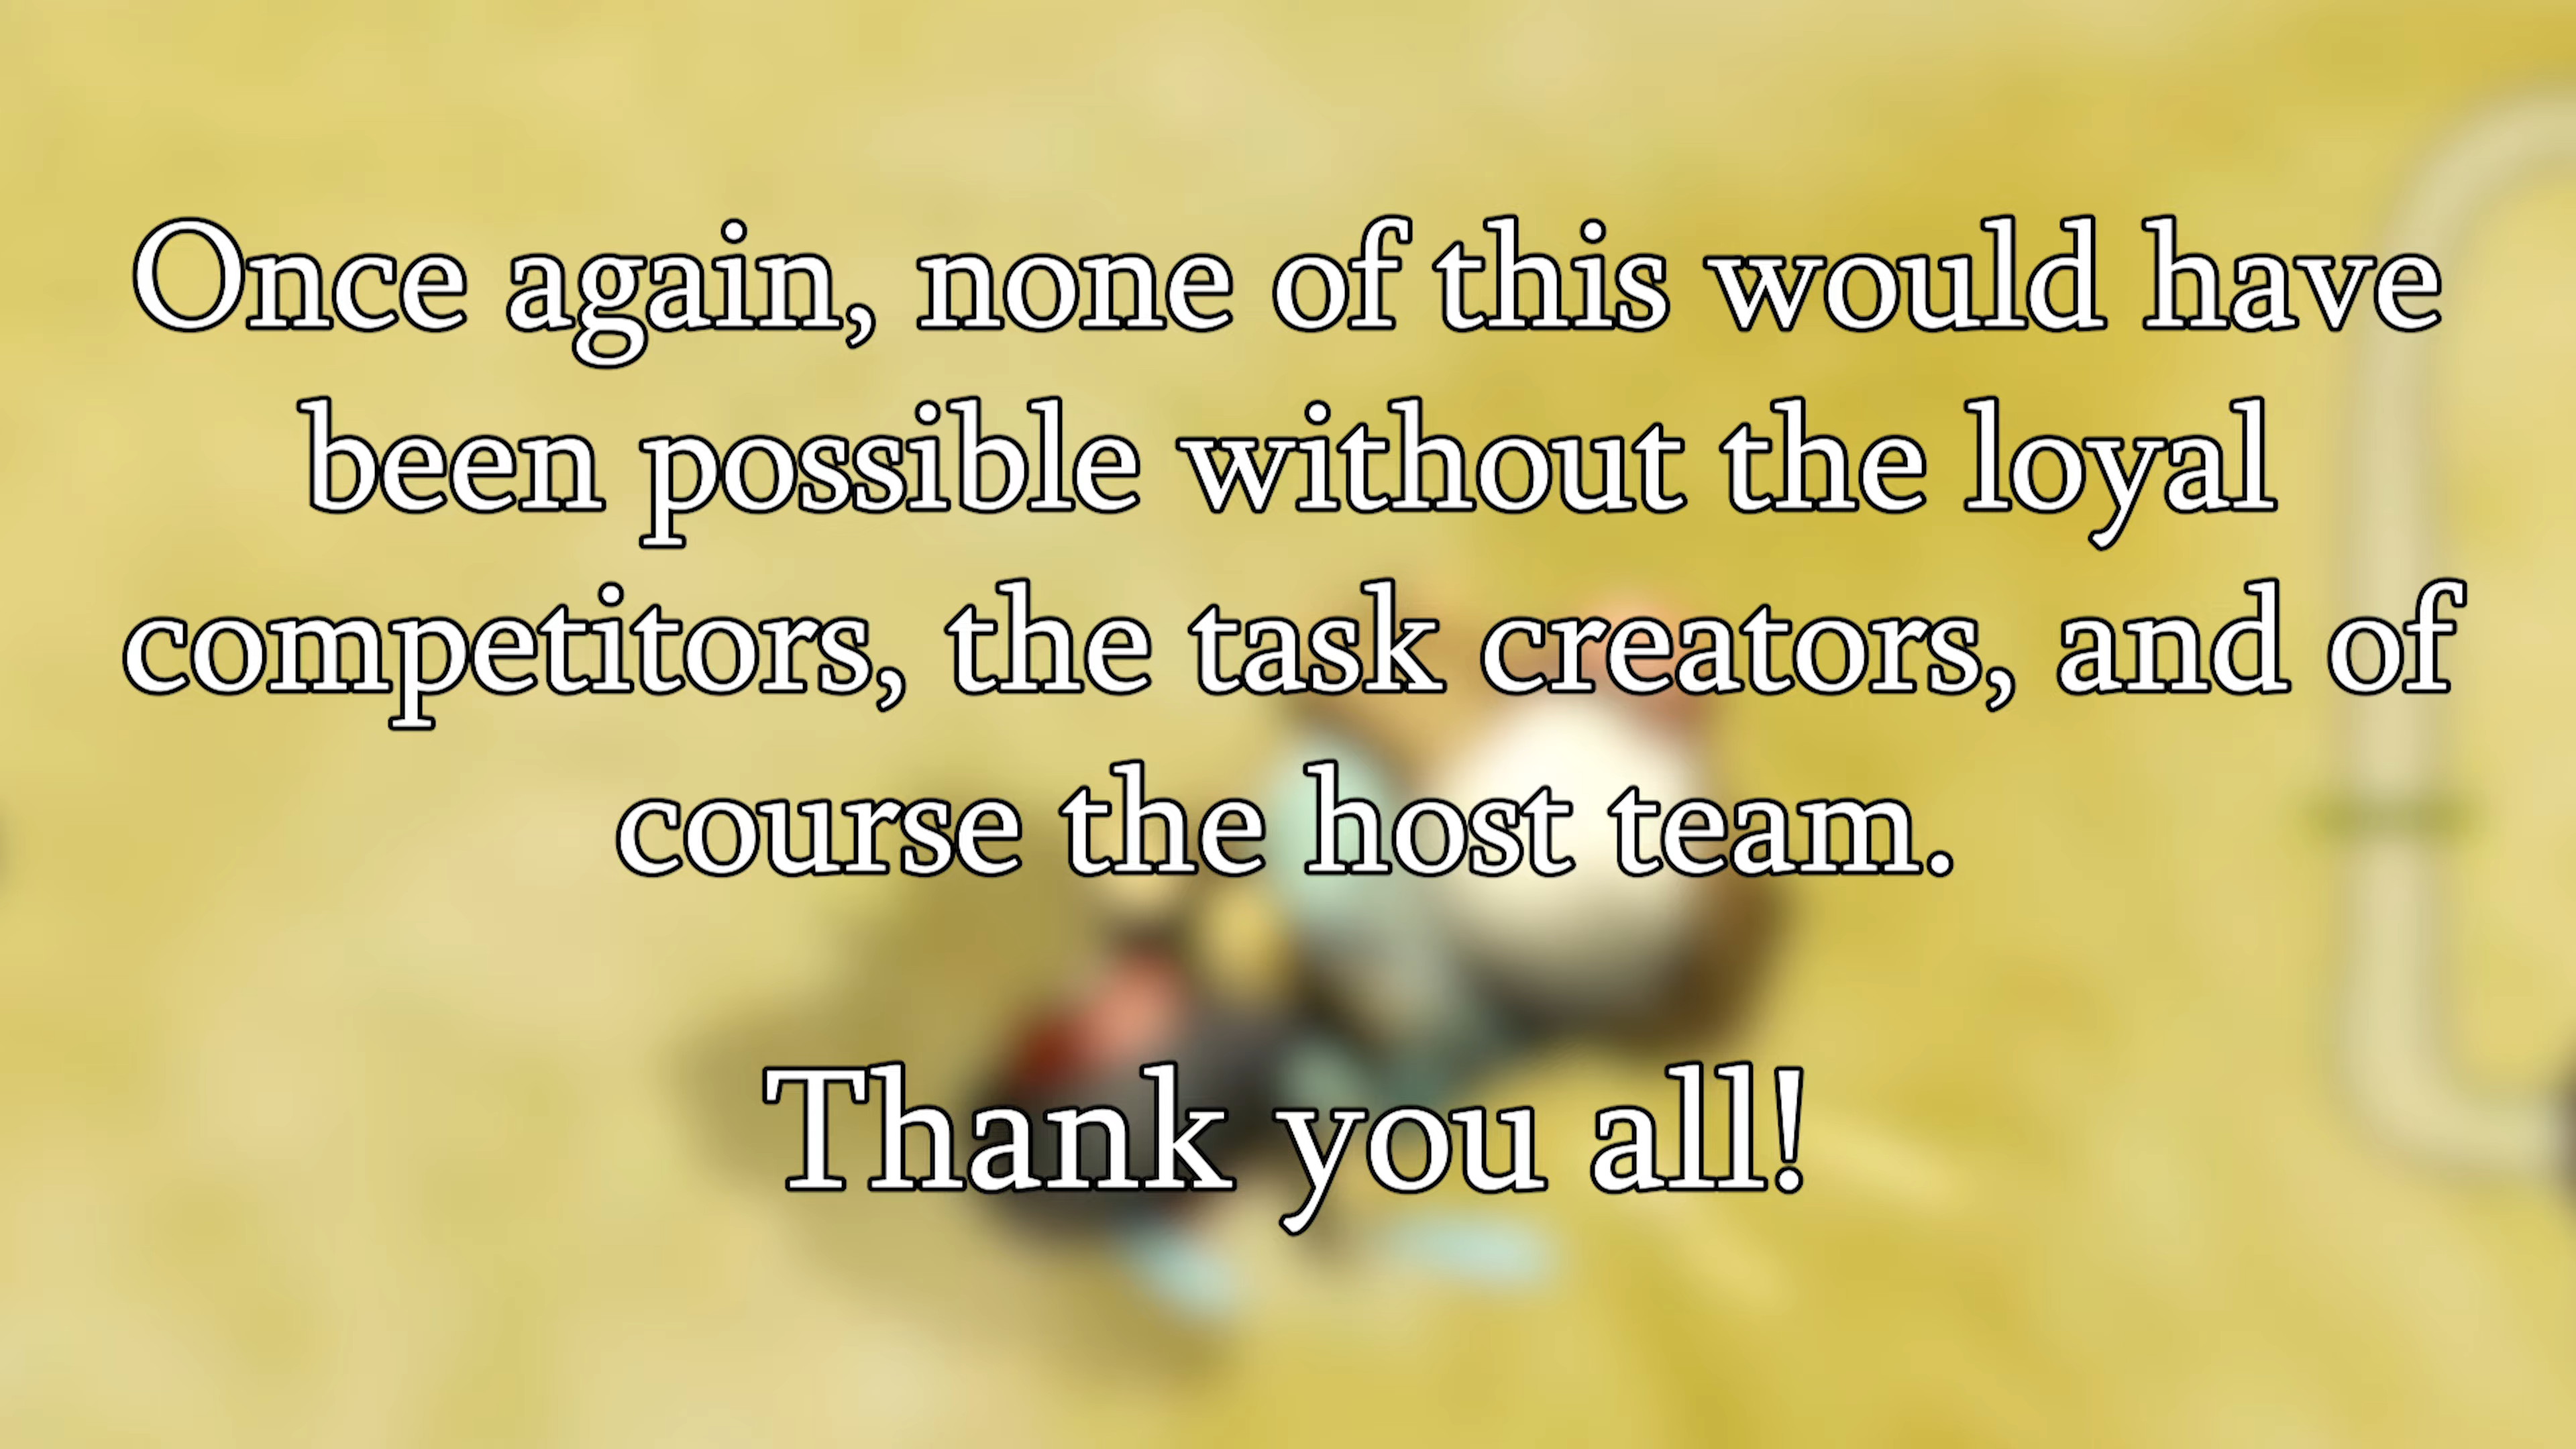 Once again, none of this would have
been possible without the loyal
competitors, the task creators, and of
course the host team.
Thank you all!